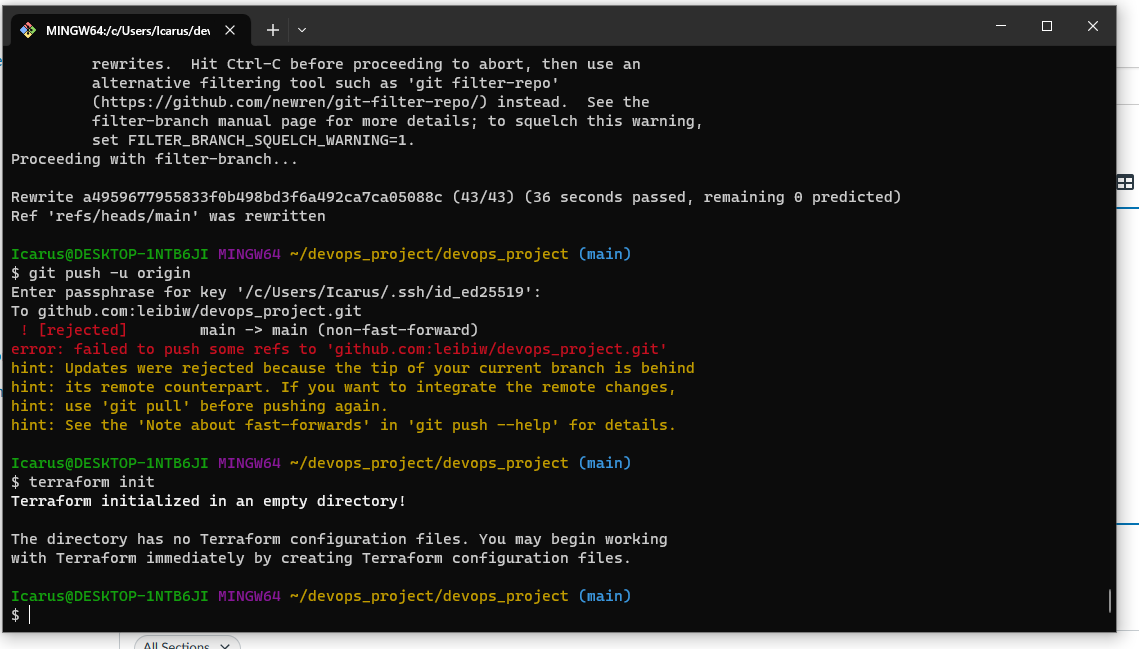 MINGW64:/c/Users/Icarus/dev
rewrites.  Hit Ctrl-C before proceeding to abort, then use an
alternative filtering tool such as 'git filter-repo'
(https://github.com/newren/git-filter-repo/) instead.  See the
filter-branch manual page for more details; to squelch this warning,
set FILTER_BRANCH_SQUELCH_WARNING=1.
Proceeding with filter-branch...
Rewrite a4959677955833f0b498bd3f6a492ca7ca05088c (43/43) (36 seconds passed, remaining 0 predicted)
Ref 'refs/heads/main' was rewritten
Icarus@DESKTOP-1NTB6JI MINGW64 ~/devops_project/devops_project (main)
$ git push -u origin
Enter passphrase for key '/c/Users/Icarus/.ssh/id_ed25519':
To github.com:leibiw/devops_project.git
! [rejected]        main -> main (non-fast-forward)
error: failed to push some refs to 'github.com:leibiw/devops_project.git'
hint: Updates were rejected because the tip of your current branch is behind
hint: its remote counterpart. If you want to integrate the remote changes,
hint: use 'git pull' before pushing again.
hint: See the 'Note about fast-forwards' in 'git push --help' for details.
Icarus@DESKTOP-1NTB6JI MINGW64 ~/devops_project/devops_project (main)
$ terraform init
Terraform initialized in an empty directory!
The directory has no Terraform configuration files. You may begin working
with Terraform immediately by creating Terraform configuration files.
Icarus@DESKTOP-1NTB6JI MINGW64 ~/devops_project/devops_project (main)
$
All Sections